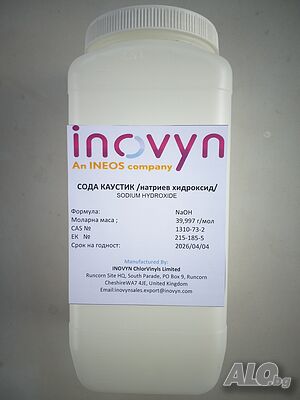 inovyn
An INEOS company
СОДА КАУСТИК /натриев хидроксид/
SODIUM HYDROXIDE
Формула: NaOH
Моларна маса ; 39,997 г/мол
CAS № 1310-73-2
ЕК № 215-185-5
Срок на годност: 2026/04/04
Manufactured By:
INOVYN ChlorVinyls Limited
Runcorn Site HQ, South Parade, PO Box 9, Runcorn
CheshireWA7 4JE, United Kingdom
Email:inovynsales.export@inovyn.com
ALO.bg